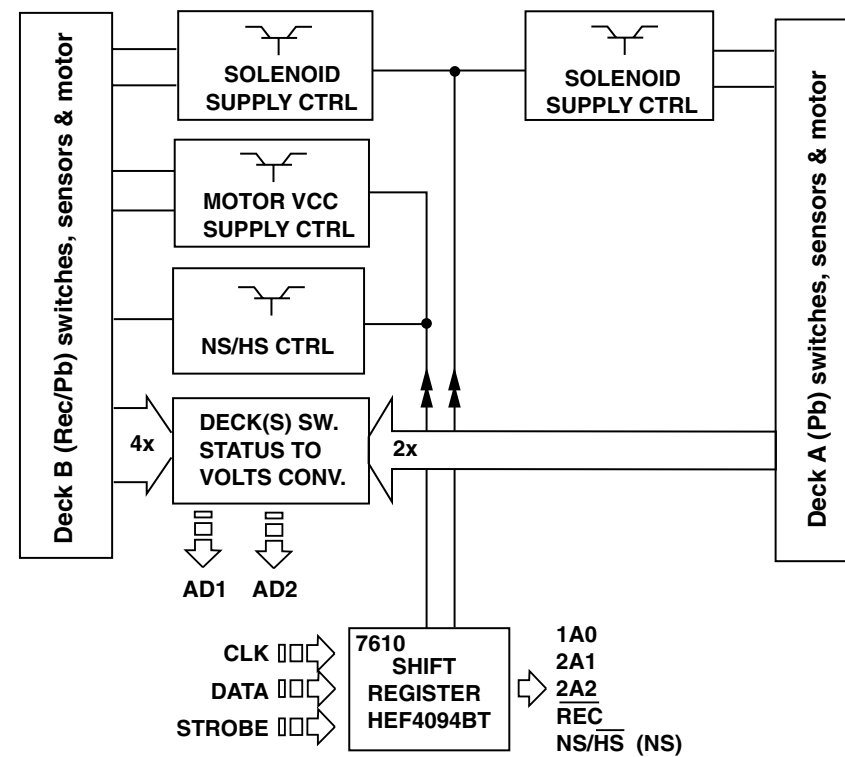 Deck B (Rec/Pb) switches, sensors & motor
SOLENOID
SUPPLY CTRL
SOLENOID
SUPPLY CTRL
Deck A (Pb) switches, sensors & motor
MOTOR VCC
SUPPLY CTRL
NS/HS CTRL
4x
DECK(S) SW.
STATUS TO
VOLTS CONV.
2x
AD1
AD2
CLK
DATA
STROBE
7610
SHIFT
REGISTER
HEF4094BT
1A0
2A1
2A2
REC
NS/HS (NS)